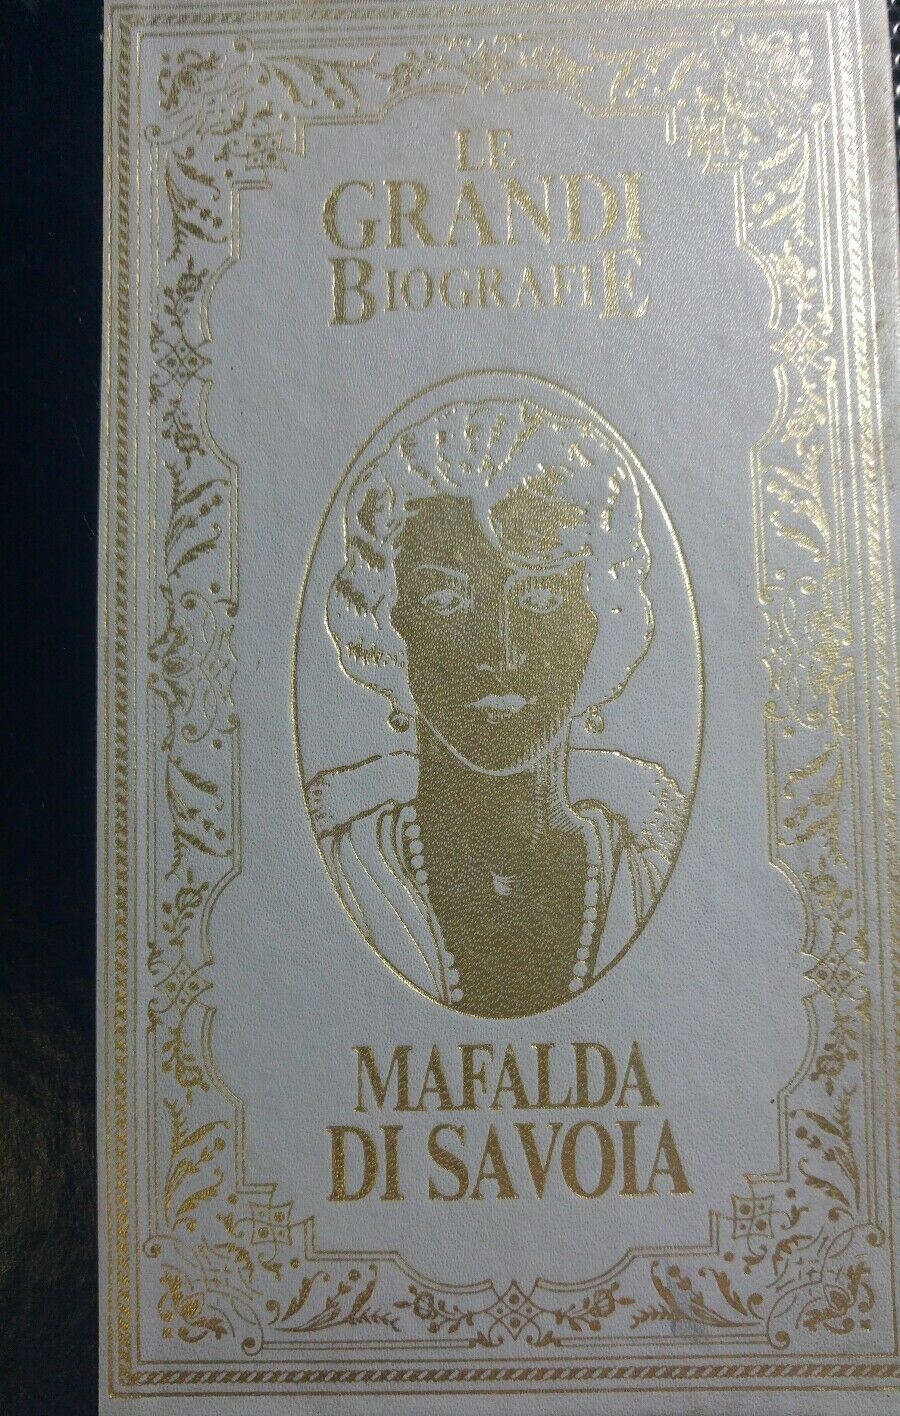 LE
GRANDI
BIOGRAFIE
MAFALDA
DI SAVOIA